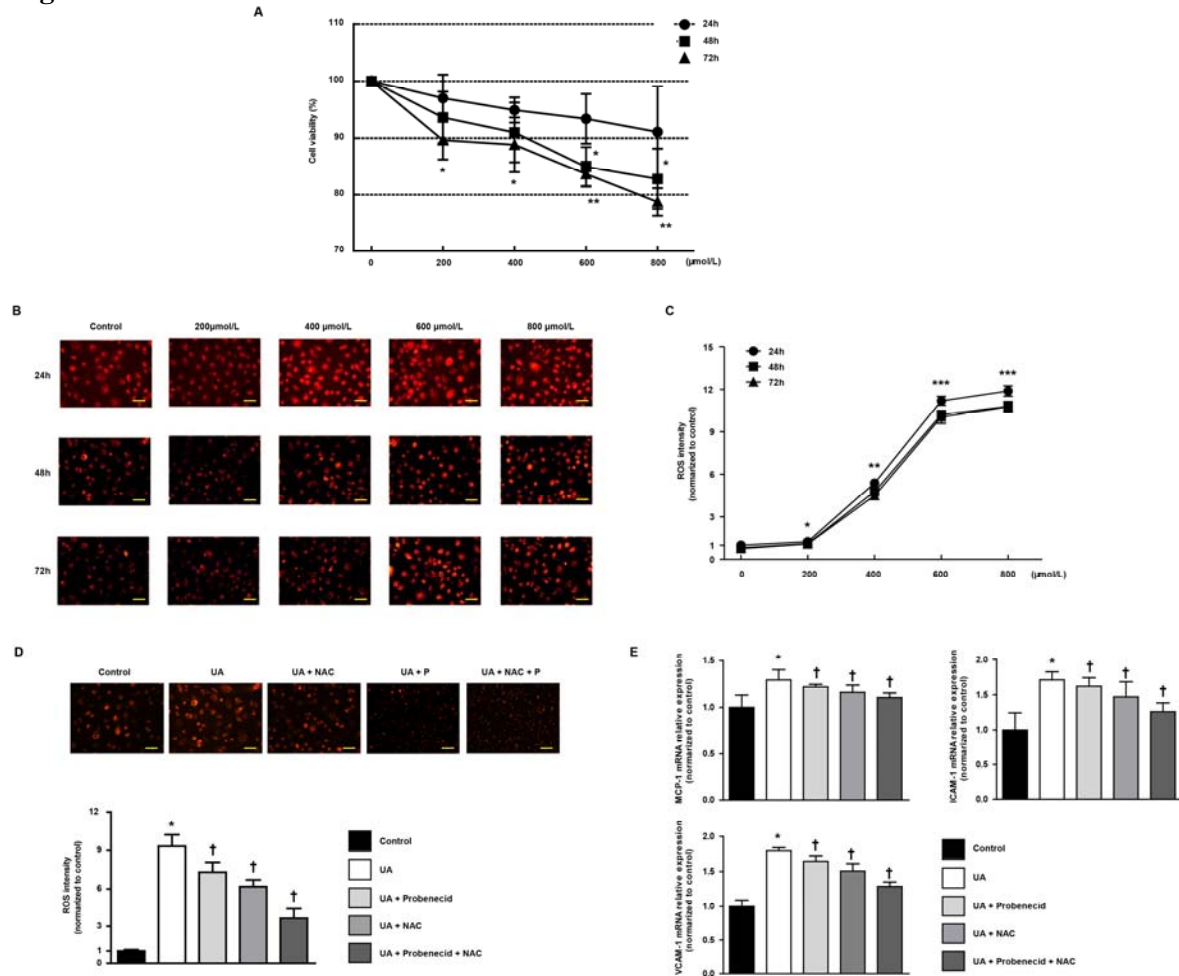 A
110
100
90
80
70
Cell viability (%)
0 200 400 600 800 (µmol/L)
24h
48h
72h
*
*
*
**
*
**
B
Control 200µmol/L 400 µmol/L 600 µmol/L 800 µmol/L
24h
48h
72h
C
15
12
9
6
3
1
0
ROS intensity
(normarized to control)
24h
48h
72h
*
**
***
***
0 200 400 600 800 (µmol/L)
D
Control UA UA + NAC UA + P UA + NAC + P
12
9
6
3
1
0
ROS intensity
(normarized to control)
* † † †
Control
UA
UA + Probenecid
UA + NAC
UA + Probenecid + NAC
E
MCP-1 mRNA relative expression
(normarized to control)
1.5
1.0
0.5
0.0
* † † †
ICAM-1 mRNA relative expression
(normarized to control)
2.0
1.5
1.0
0.5
0.0
* † † †
VCAM-1 mRNA relative expression
(normarized to control)
2.0
1.5
1.0
0.5
0.0
* † † †
Control
UA
UA + Probenecid
UA + NAC
UA + Probenecid + NAC